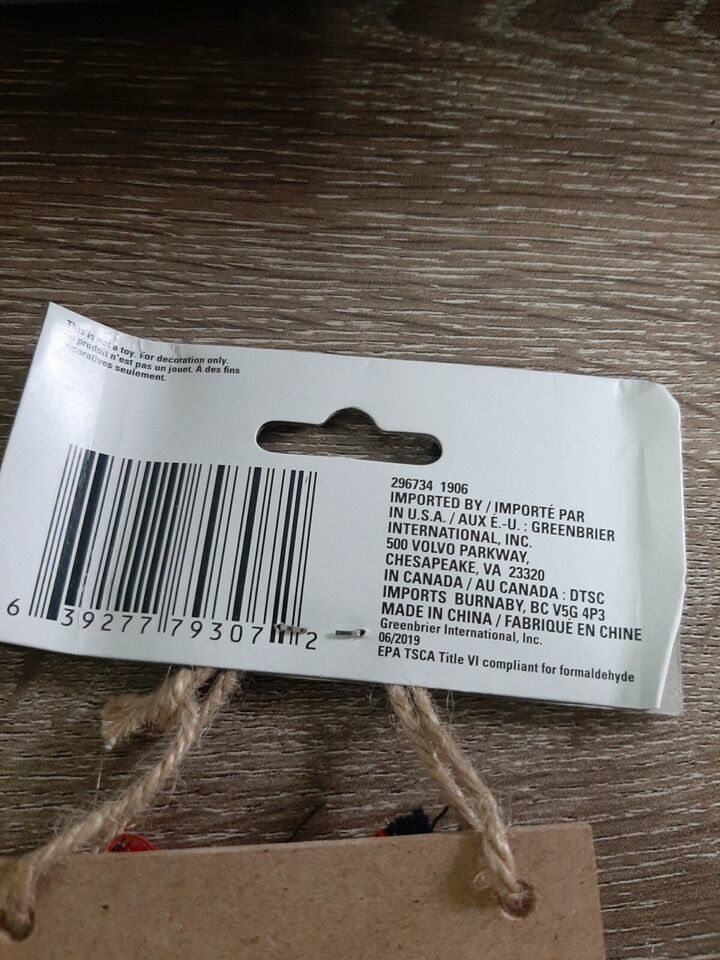 This is not a toy. For decoration only.
produit n'est pas un jouet. À des fins
décoratives seulement.
296734 1906
IMPORTED BY / IMPORTÉ PAR
IN U.S.A. / AUX É.-U. : GREENBRIER
INTERNATIONAL, INC.
500 VOLVO PARKWAY,
CHESAPEAKE, VA 23320
IN CANADA / AU CANADA : DTSC
IMPORTS BURNABY, BC V5G 4P3
MADE IN CHINA / FABRIQUÉ EN CHINE
Greenbrier International, Inc.
06/2019
EPA TSCA Title VI compliant for formaldehyde
6 39277 79307 2